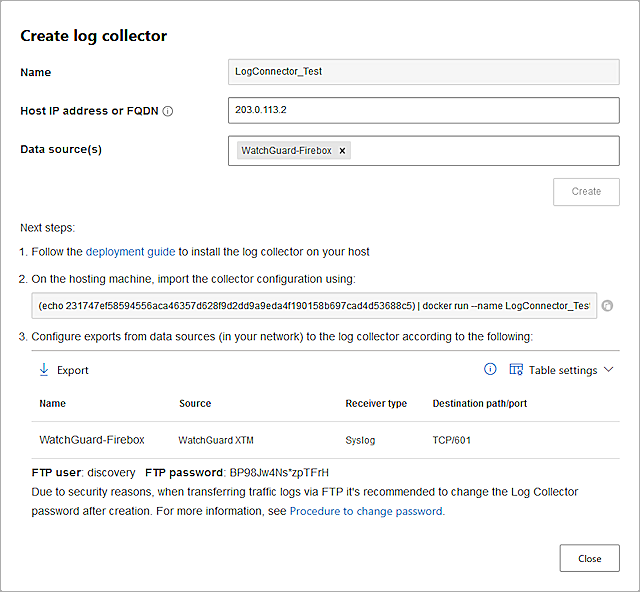 Create log collector
Name
LogConnector_Test
Host IP address or FQDN
203.0.113.2
Data source(s)
WatchGuard-Firebox ×
Create
Next steps:
1. Follow the deployment guide to install the log collector on your host
2. On the hosting machine, import the collector configuration using:
(echo 231747ef58594556aca46357d628f9d2dd9a9eda4f190158b697cad4d53688c5) | docker run --name LogConnector_Test
3. Configure exports from data sources (in your network) to the log collector according to the following:
Export
Table settings
Name Source Receiver type Destination path/port
WatchGuard-Firebox WatchGuard XTM Syslog TCP/601
FTP user: discovery FTP password: BP98Jw4Ns*zpTFrH
Due to security reasons, when transferring traffic logs via FTP it's recommended to change the Log Collector
password after creation. For more information, see Procedure to change password.
Close